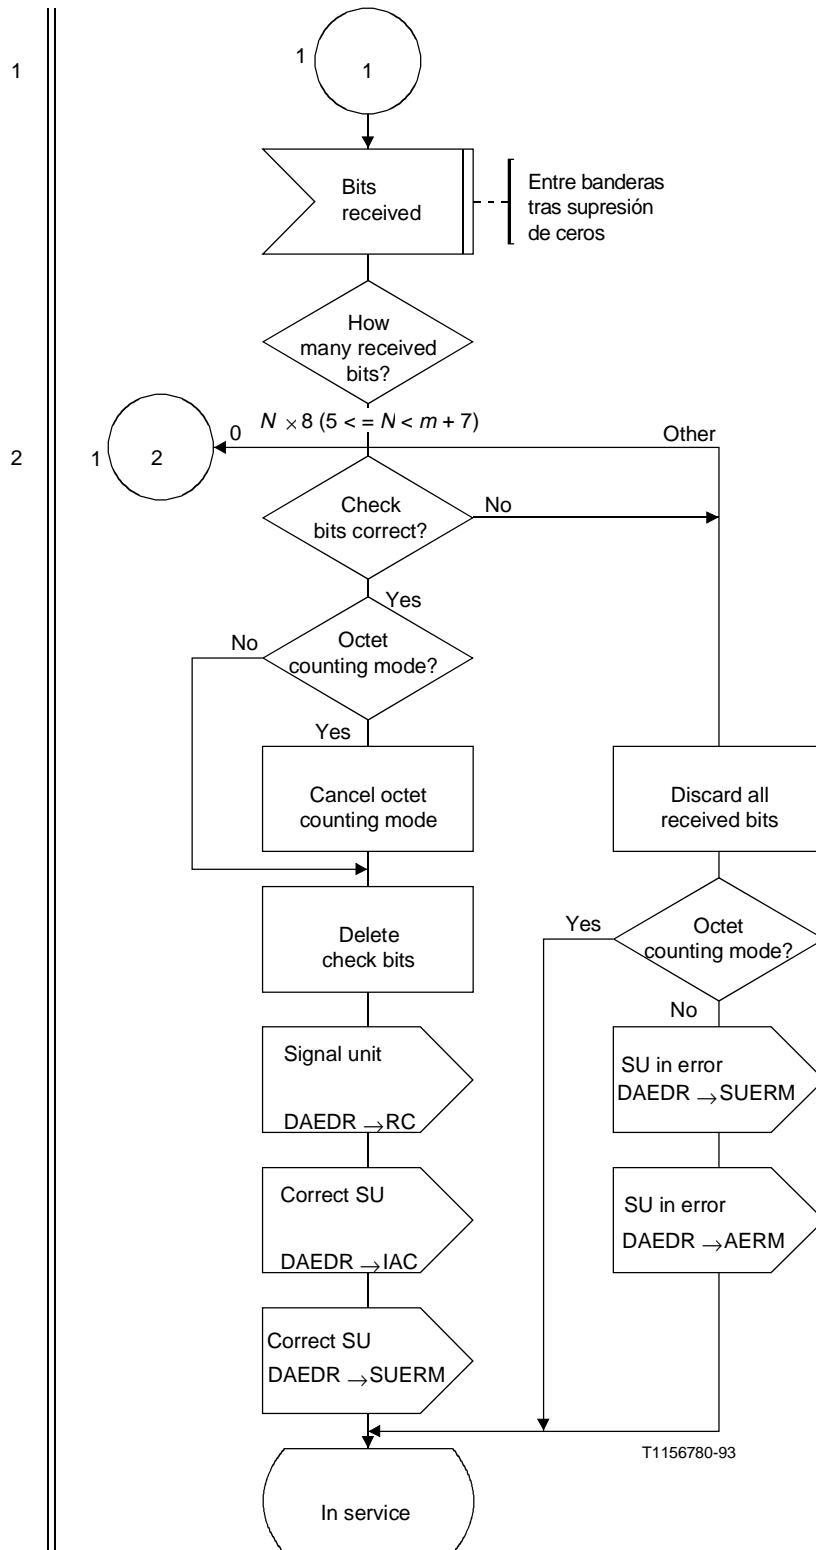 1
1
1
Bits
received
Entre banderas
tras supresión
de ceros
How
many received
bits?
N × 8 (5 < = N < m + 7)
0
Other
2
1
2
Check
bits correct?
No
Yes
No
Octet
counting mode?
Yes
Cancel octet
counting mode
Discard all
received bits
Delete
check bits
Yes
Octet
counting mode?
No
Signal unit
DAEDR → RC
SU in error
DAEDR → SUERM
Correct SU
DAEDR → IAC
SU in error
DAEDR → AERM
Correct SU
DAEDR → SUERM
T1156780-93
In service